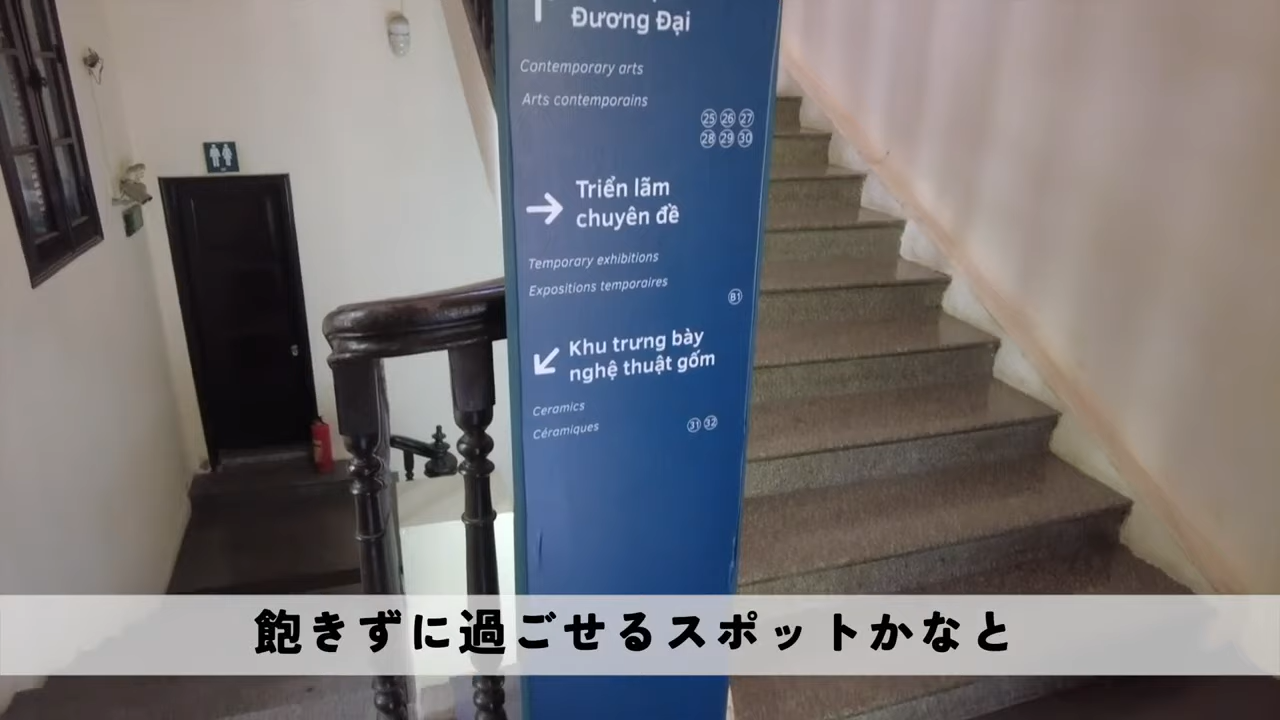 Đương Đại
Contemporary arts
Arts contemporains
25 26 27
28 29 30
Triển lãm
chuyên đề
Temporary exhibitions
Expositions temporaires
B1
Khu trưng bày
nghệ thuật gốm
Ceramics
Céramiques
31 32
飽きずに過ごせるスポットかなと